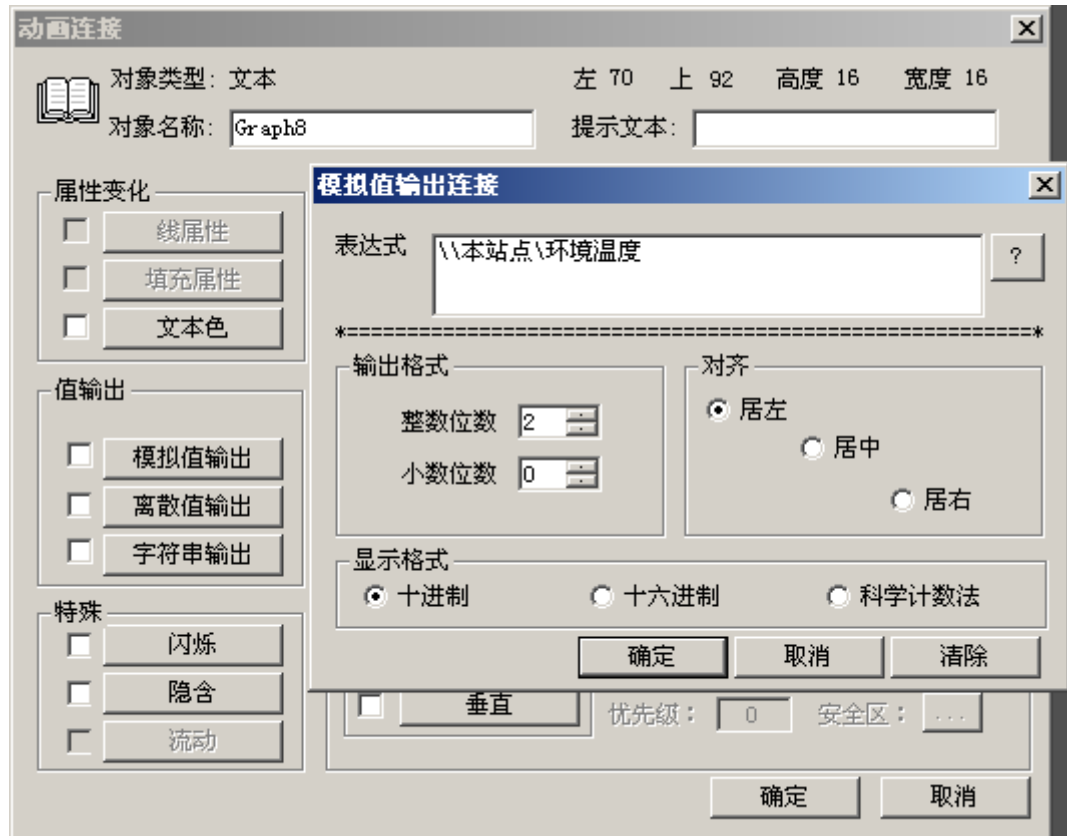 动画连接
对象类型: 文本 左 70 上 92 高度 16 宽度 16
对象名称: Graph8 提示文本:
属性变化
线属性
填充属性
文本色
值输出
模拟值输出
离散值输出
字符串输出
特殊
闪烁
隐含
流动
模拟值输出连接
表达式 \\本站点\环境温度 ?
*=========================================================*
输出格式
整数位数 2
小数位数 0
对齐
居左
居中
居右
显示格式
十进制 十六进制 科学计数法
确定 取消 清除
垂直 优先级: 0 安全区: ...
确定 取消